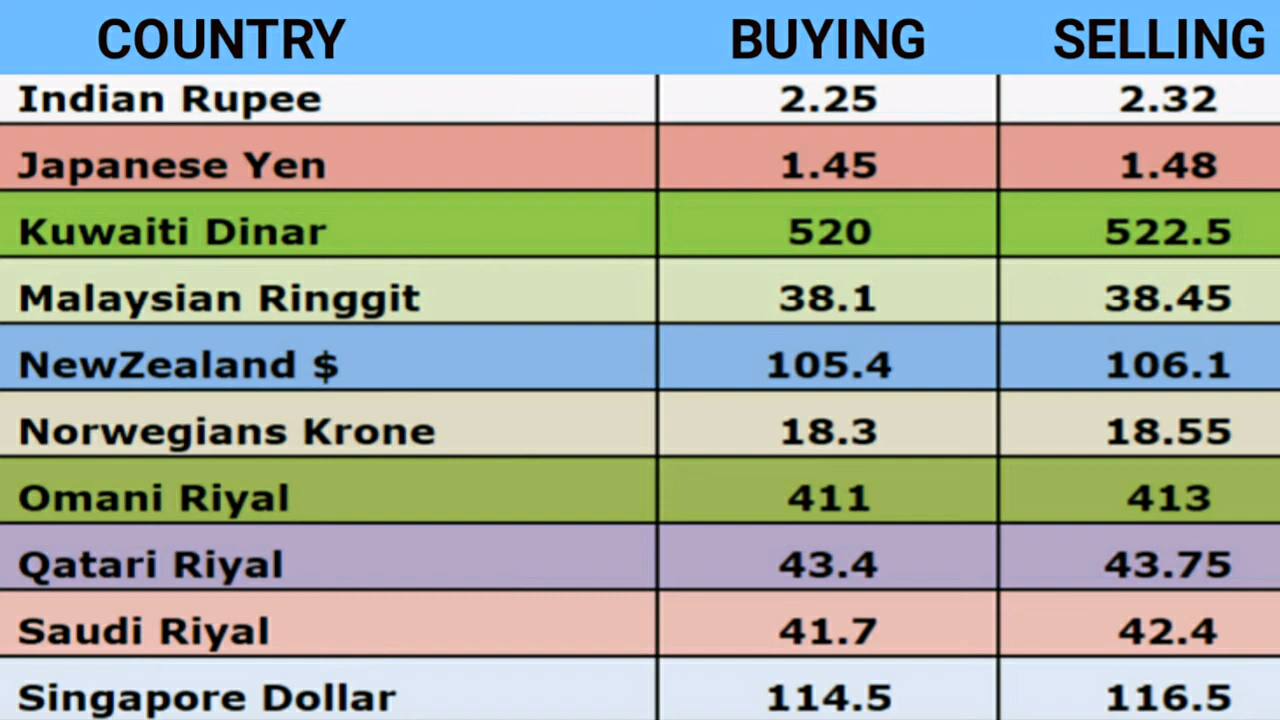 COUNTRY BUYING SELLING
Indian Rupee 2.25 2.32
Japanese Yen 1.45 1.48
Kuwaiti Dinar 520 522.5
Malaysian Ringgit 38.1 38.45
NewZealand $ 105.4 106.1
Norwegians Krone 18.3 18.55
Omani Riyal 411 413
Qatari Riyal 43.4 43.75
Saudi Riyal 41.7 42.4
Singapore Dollar 114.5 116.5